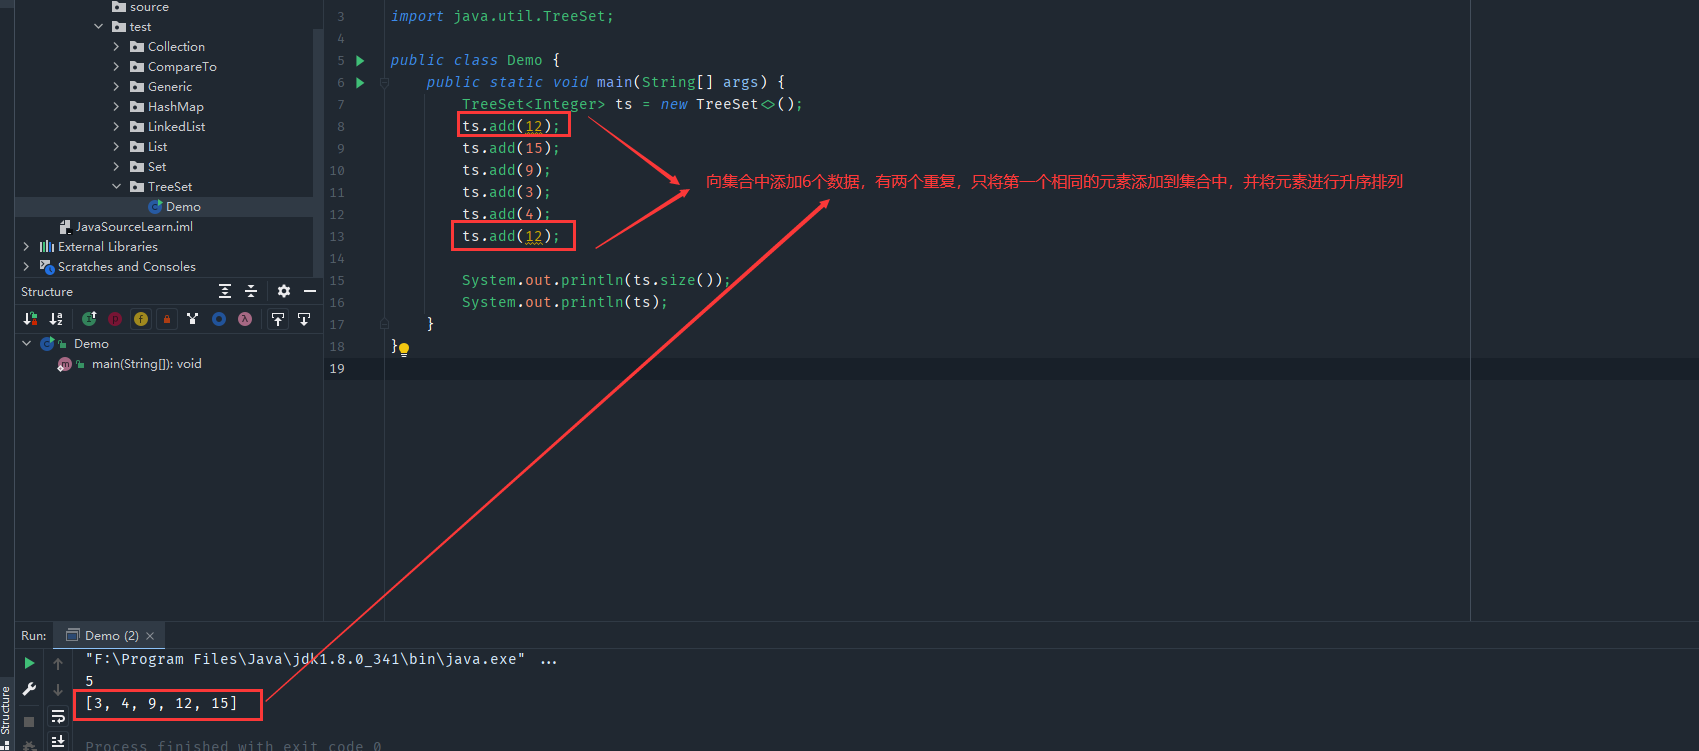 source
test
Collection
CompareTo
Generic
HashMap
LinkedList
List
Set
TreeSet
Demo
JavaSourceLearn.iml
External Libraries
Scratches and Consoles
Structure
Demo
main(String[]): void
3 import java.util.TreeSet;
4
5 public class Demo {
6 public static void main(String[] args) {
7 TreeSet<Integer> ts = new TreeSet<>();
8 ts.add(12);
9 ts.add(15);
10 ts.add(9);
11 ts.add(3);
12 ts.add(4);
13 ts.add(12);
14
15 System.out.println(ts.size());
16 System.out.println(ts);
17 }
18 }
19
向集合中添加6个数据，有两个重复，只将第一个相同的元素添加到集合中，并将元素进行升序排列
Run: Demo (2)
"F:\Program Files\Java\jdk1.8.0_341\bin\java.exe" ...
5
[3, 4, 9, 12, 15]
Process finished with exit code 0
Structure